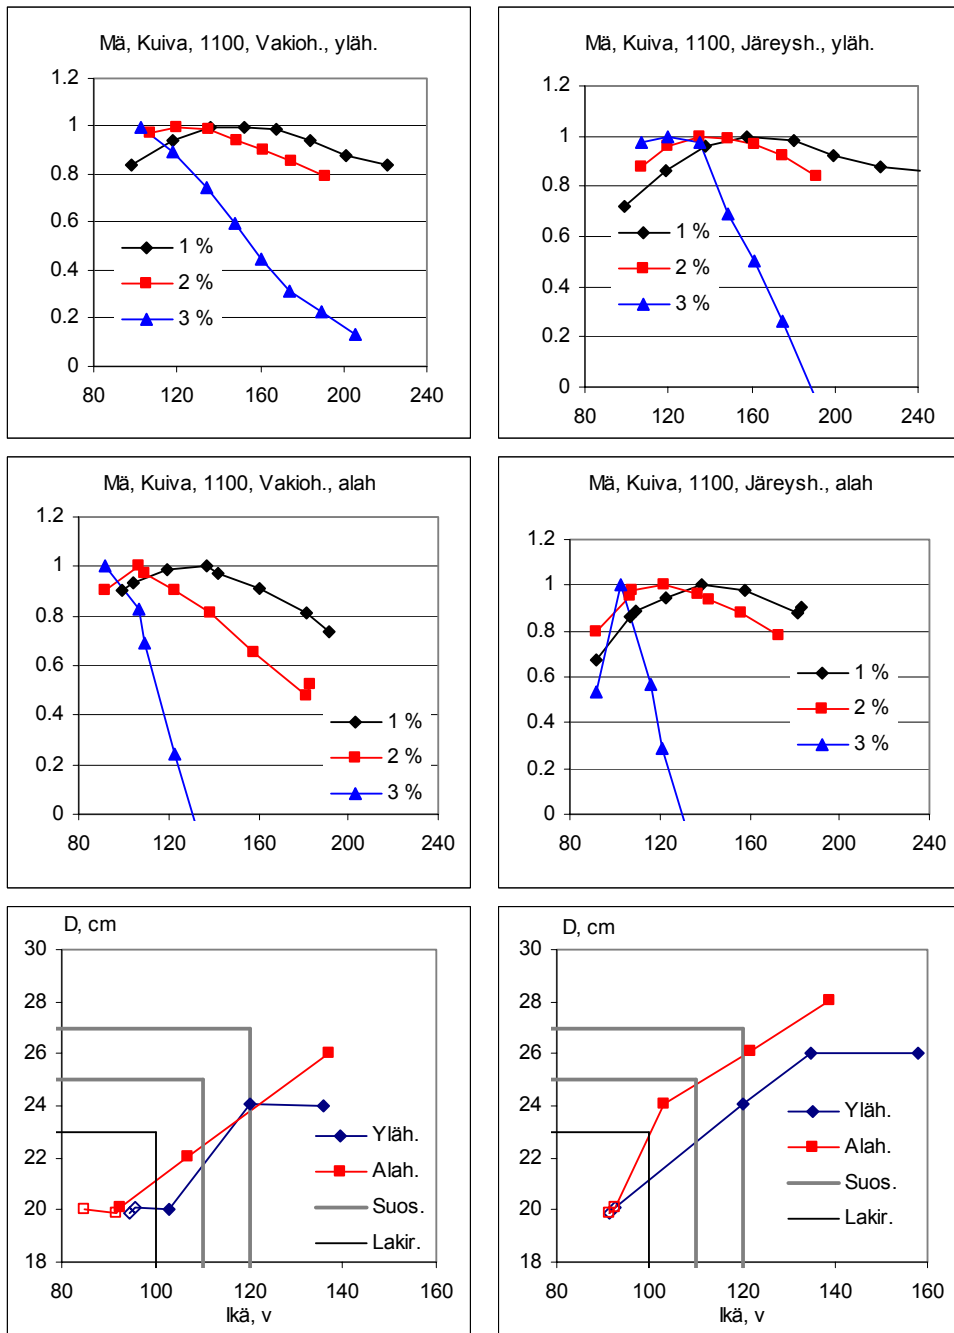 Mä, Kuiva, 1100, Vakioh., yläh.
1.2
1
0.8
0.6
0.4
0.2
0
1 %
2 %
3 %
80 120 160 200 240
Mä, Kuiva, 1100, Järeysh., yläh.
1.2
1
0.8
0.6
0.4
0.2
0
1 %
2 %
3 %
80 120 160 200 240
Mä, Kuiva, 1100, Vakioh., alah
1.2
1
0.8
0.6
0.4
0.2
0
1 %
2 %
3 %
80 120 160 200 240
Mä, Kuiva, 1100, Järeysh., alah
1.2
1
0.8
0.6
0.4
0.2
0
1 %
2 %
3 %
80 120 160 200 240
D, cm
30
28
26
24
22
20
18
Yläh.
Alah.
Suos.
Lakir.
80 100 120 140 160
Ikä, v
D, cm
30
28
26
24
22
20
18
Yläh.
Alah.
Suos.
Lakir.
80 100 120 140 160
Ikä, v